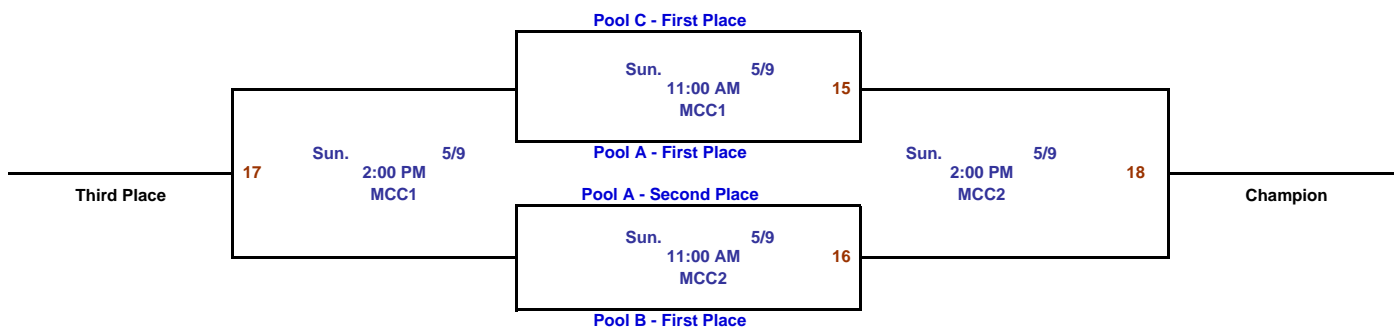 Pool C - First Place
Sun. 5/9
11:00 AM 15
MCC1
Pool A - First Place
Sun. 5/9
17 2:00 PM
MCC1
Third Place
Sun. 5/9
2:00 PM 18
MCC2
Champion
Pool A - Second Place
Sun. 5/9
11:00 AM 16
MCC2
Pool B - First Place